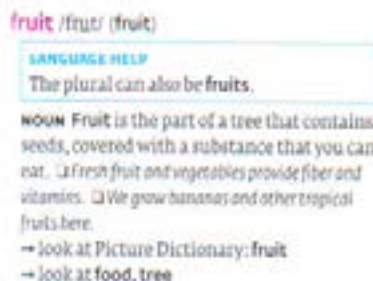 fruit /frut/ (fruit)
LANGUAGE HELP
The plural can also be fruits.
NOUN Fruit is the part of a tree that contains
seeds, covered with a substance that you can
eat. ❑ Fresh fruit and vegetables provide fiber and
vitamins. ❑ We grow bananas and other tropical
fruits here.
→ look at Picture Dictionary: fruit
→ look at food, tree